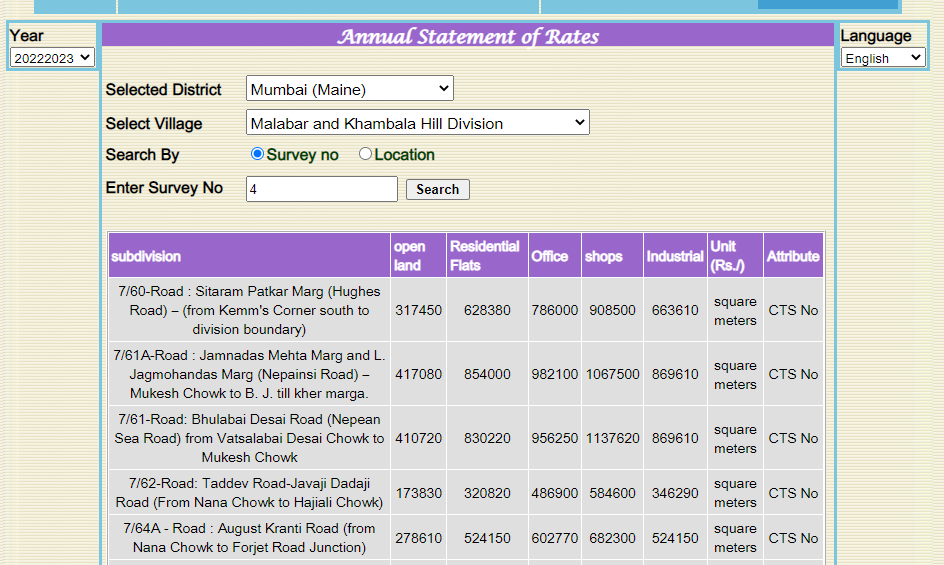 Annual Statement of Rates
Year
20222023
Language
English
Selected District
Mumbai (Maine)
Select Village
Malabar and Khambala Hill Division
Search By
Survey no Location
Enter Survey No
4 Search
subdivision open land Residential Flats Office shops Industrial Unit (Rs./) Attribute
7/60-Road : Sitaram Patkar Marg (Hughes
Road) – (from Kemm's Corner south to
division boundary)
317450 628380 786000 908500 663610 square meters CTS No
7/61A-Road : Jamnadas Mehta Marg and L.
Jagmohandas Marg (Nepainsi Road) –
Mukesh Chowk to B. J. till kher marga.
417080 854000 982100 1067500 869610 square meters CTS No
7/61-Road: Bhulabai Desai Road (Nepean
Sea Road) from Vatsalabai Desai Chowk to
Mukesh Chowk
410720 830220 956250 1137620 869610 square meters CTS No
7/62-Road: Taddev Road-Javaji Dadaji
Road (From Nana Chowk to Hajiali Chowk)
173830 320820 486900 584600 346290 square meters CTS No
7/64A - Road : August Kranti Road (from
Nana Chowk to Forjet Road Junction)
278610 524150 602770 682300 524150 square meters CTS No